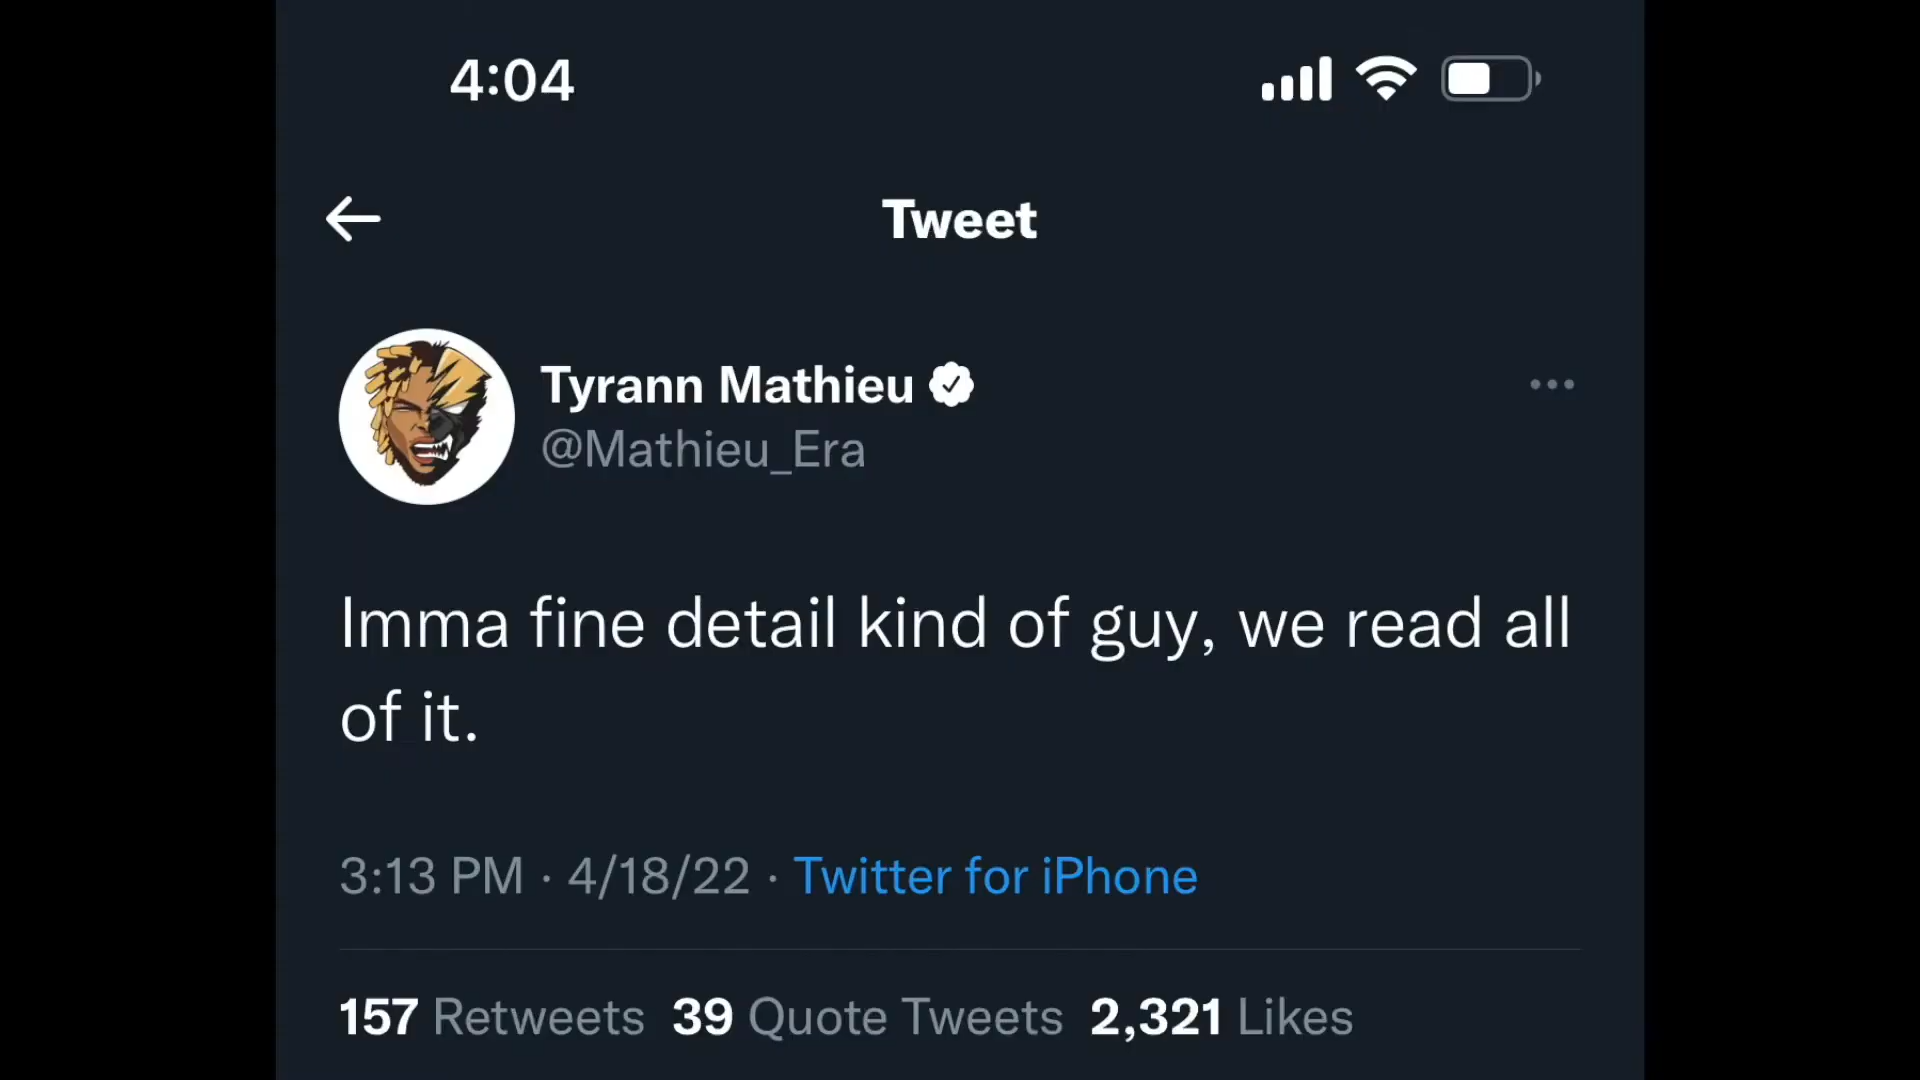 4:04
Tweet
Tyrann Mathieu
@Mathieu_Era
Imma fine detail kind of guy, we read all
of it.
3:13 PM · 4/18/22 · Twitter for iPhone
157 Retweets 39 Quote Tweets 2,321 Likes